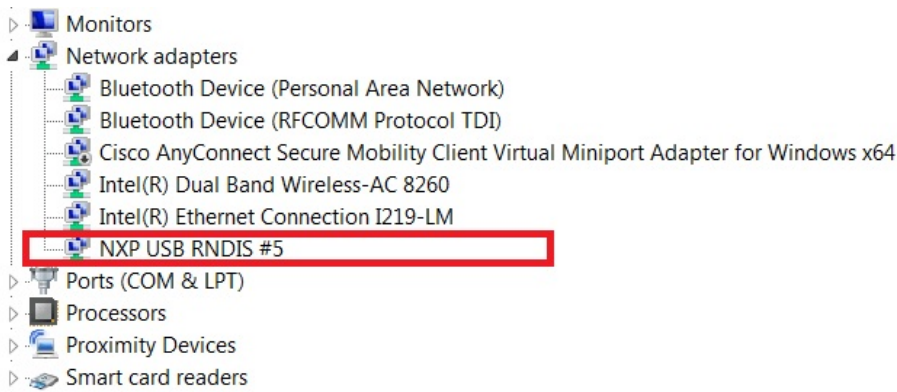 Monitors
Network adapters
Bluetooth Device (Personal Area Network)
Bluetooth Device (RFCOMM Protocol TDI)
Cisco AnyConnect Secure Mobility Client Virtual Miniport Adapter for Windows x64
Intel(R) Dual Band Wireless-AC 8260
Intel(R) Ethernet Connection I219-LM
NXP USB RNDIS #5
Ports (COM & LPT)
Processors
Proximity Devices
Smart card readers